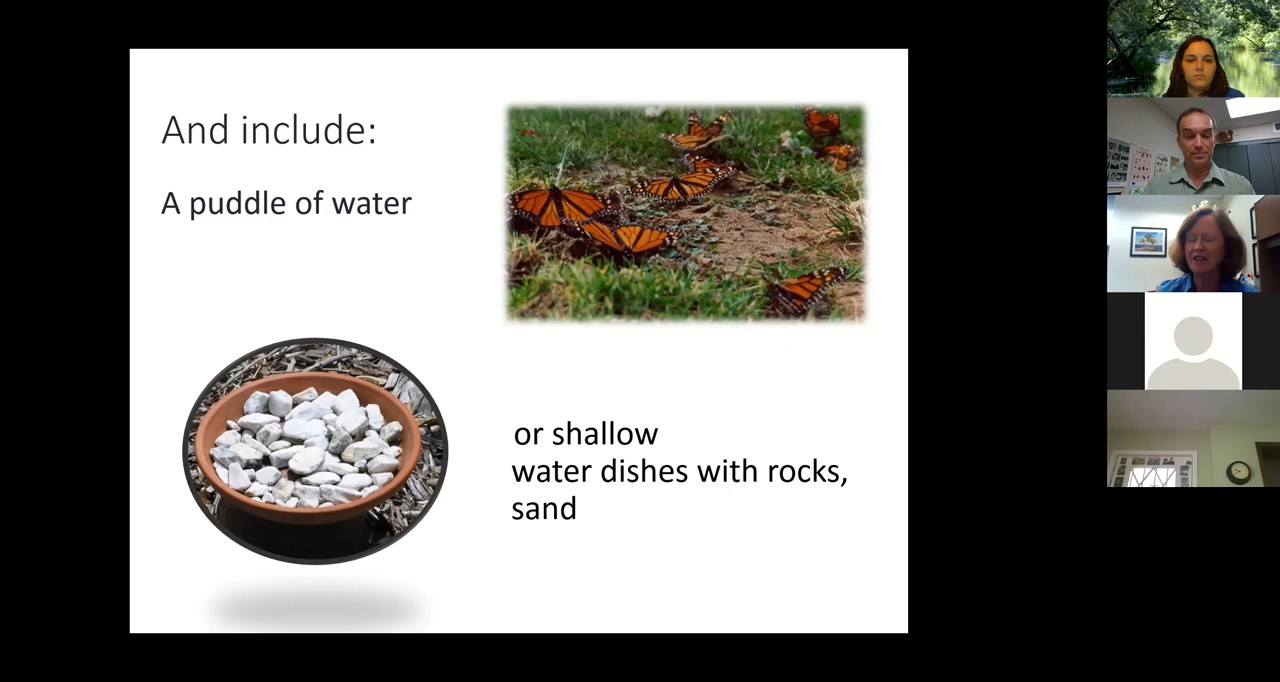 And include:
A puddle of water
or shallow
water dishes with rocks,
sand